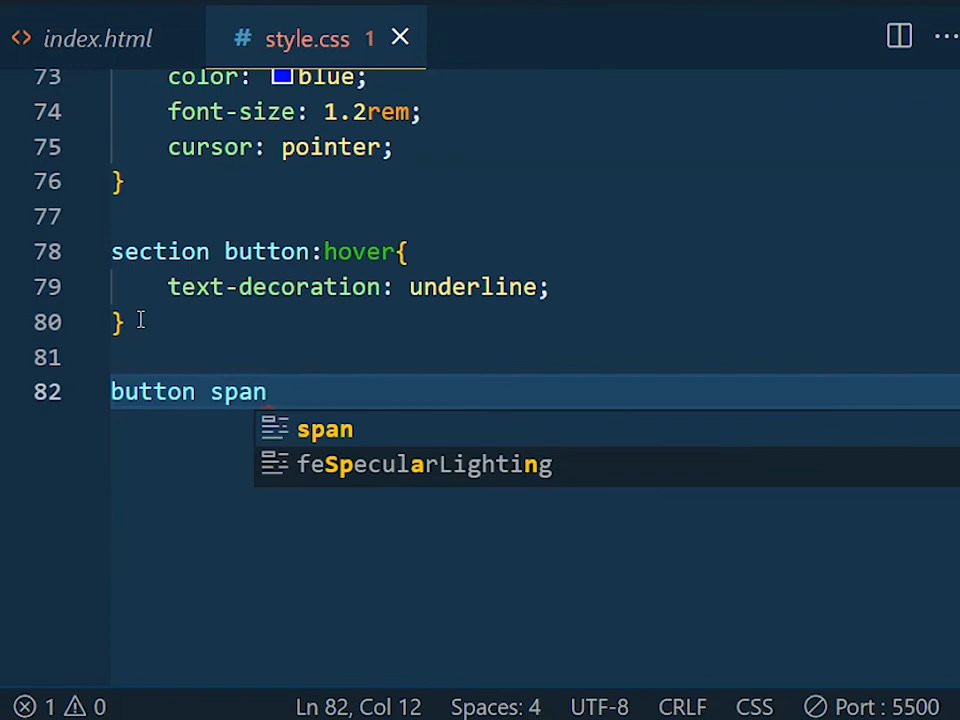 <> index.html # style.css 1 ×
73 color: blue;
74 font-size: 1.2rem;
75 cursor: pointer;
76 }
77
78 section button:hover{
79 text-decoration: underline;
80 }
81
82 button span
span
feSpecularLighting
1 0 Ln 82, Col 12 Spaces: 4 UTF-8 CRLF CSS Port : 5500